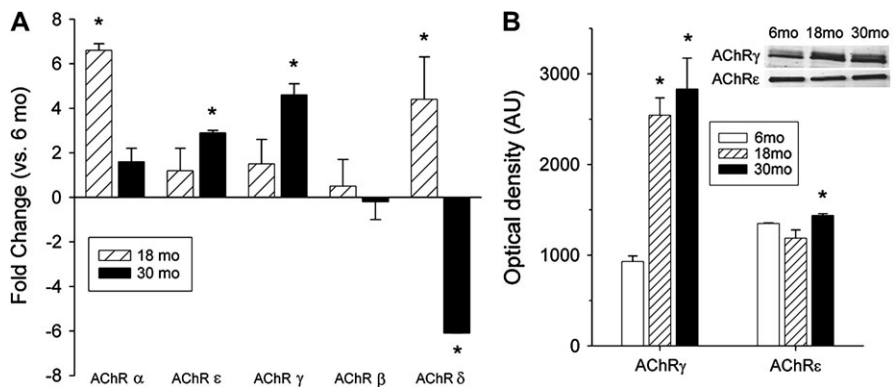 A
Fold Change (vs. 6 mo)
8
6
4
2
0
-2
-4
-6
-8
*
*
*
*
*
18 mo
30 mo
AChR α
AChR ε
AChR γ
AChR β
AChR δ
B
Optical density (AU)
3000
2000
1000
0
*
*
*
6mo 18mo 30mo
AChRγ
AChRε
6mo
18mo
30mo
AChRγ
AChRε